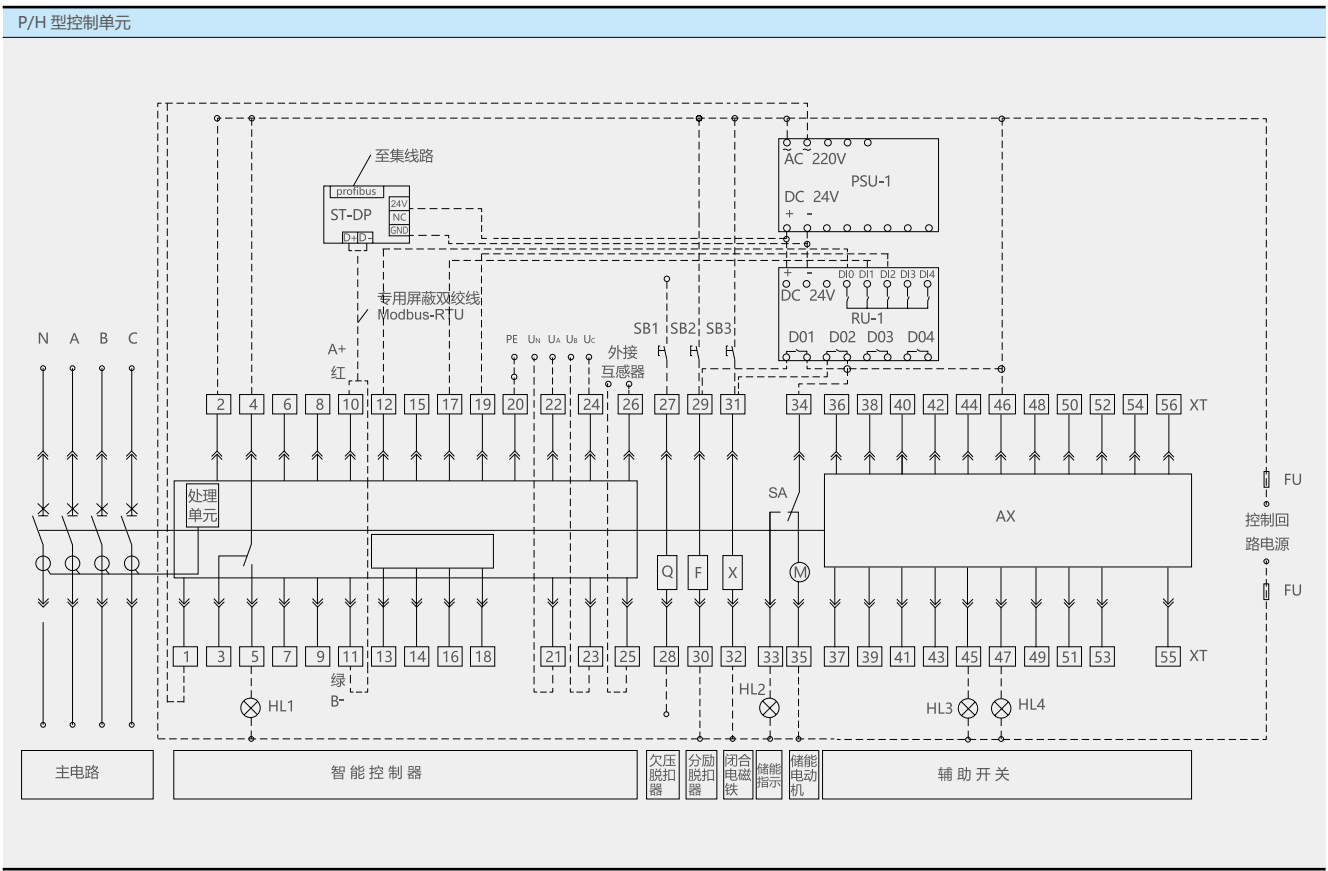 P/H 型控制单元
至集线路
profibus
ST-DP
24V
NC
GND
D+ D-
AC 220V
PSU-1
DC 24V
+ -
+ - DI0 DI1 DI2 DI3 DI4
DC 24V
RU-1
D01 D02 D03 D04
专用屏蔽双绞线
Modbus-RTU
SB1 SB2 SB3
N A B C
A+
红
PE UN UA UB UC
外接
互感器
2 4 6 8 10 12 15 17 19 20 22 24 26 27 29 31 34 36 38 40 42 44 46 48 50 52 54 56 XT
处理
单元
SA
AX
FU
控制回
路电源
FU
Q F X M
1 3 5 7 9 11 13 14 16 18 21 23 25 28 30 32 33 35 37 39 41 43 45 47 49 51 53 55 XT
绿
B-
HL1
HL2
HL3
HL4
主电路
智能控制器
欠压
脱扣
器
分励
脱扣
器
闭合
电磁
铁
储能
指示
储能
电动
机
辅助开关